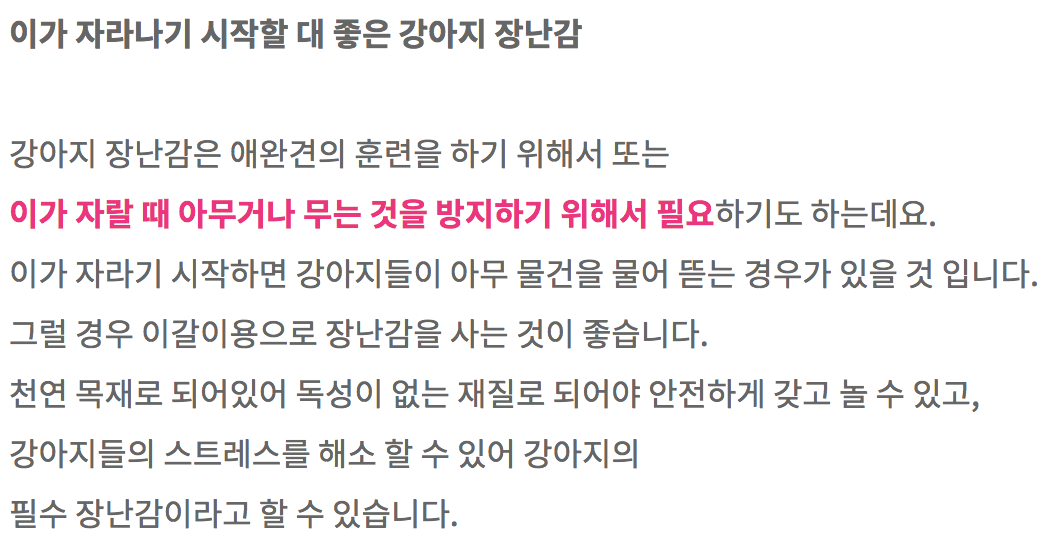 이가 자라나기 시작할 대 좋은 강아지 장난감
강아지 장난감은 애완견의 훈련을 하기 위해서 또는
이가 자랄 때 아무거나 무는 것을 방지하기 위해서 필요하기도 하는데요.
이가 자라기 시작하면 강아지들이 아무 물건을 물어 뜯는 경우가 있을 것 입니다.
그럴 경우 이갈이용으로 장난감을 사는 것이 좋습니다.
천연 목재로 되어있어 독성이 없는 재질로 되어야 안전하게 갖고 놀 수 있고,
강아지들의 스트레스를 해소 할 수 있어 강아지의
필수 장난감이라고 할 수 있습니다.